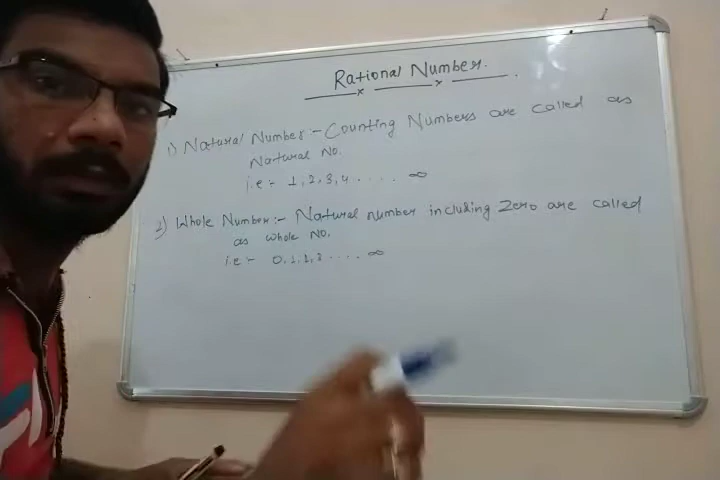 Rational Number.
1) Natural Number:- Counting Numbers are called as
Natural No.
i.e:- 1,2,3,4..... ∞
2) Whole Number:- Natural number including Zero are called
as whole No.
i.e:- 0,1,2,3.... ∞